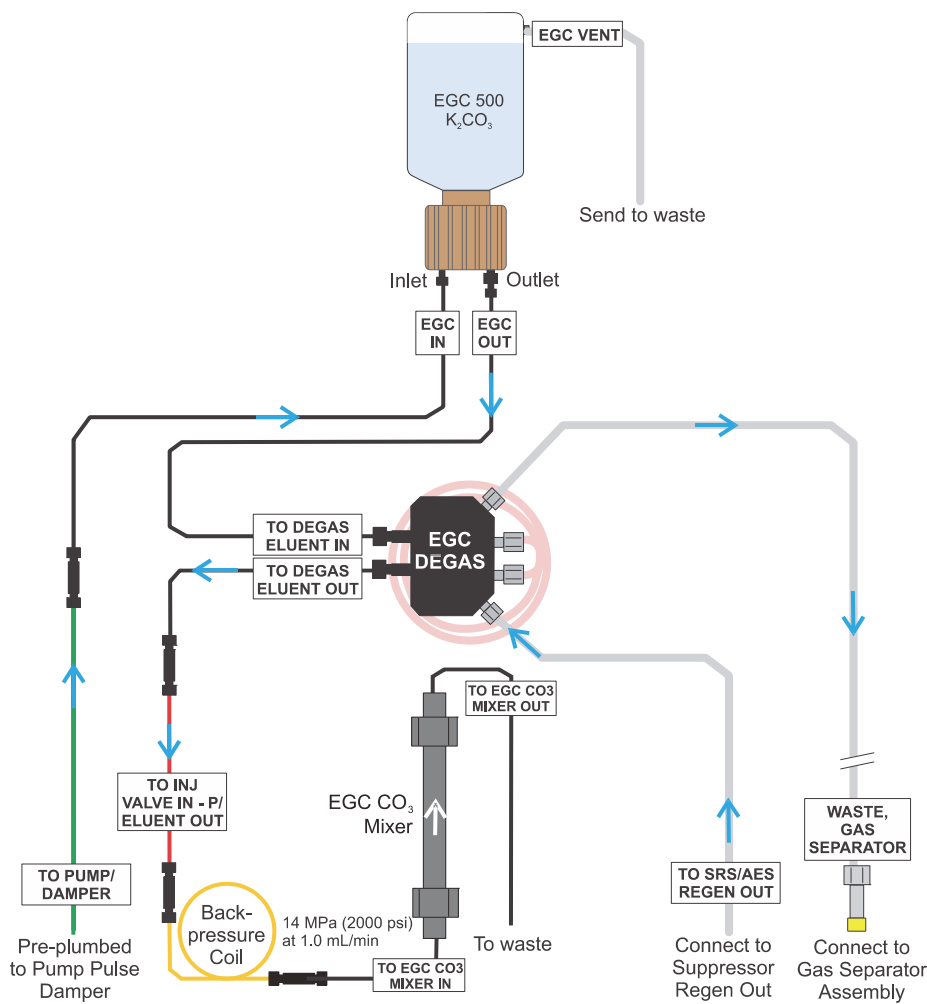 EGC VENT
EGC 500
K₂CO₃
Send to waste
Inlet
Outlet
EGC
IN
EGC
OUT
TO DEGAS
ELUENT IN
EGC
DEGAS
TO DEGAS
ELUENT OUT
TO EGC CO3
MIXER OUT
TO INJ
VALVE IN - P/
ELUENT OUT
EGC CO₃
Mixer
WASTE,
GAS
SEPARATOR
TO PUMP/
DAMPER
TO SRS/AES
REGEN OUT
Back-
pressure
Coil
14 MPa (2000 psi)
at 1.0 mL/min
Pre-plumbed
to Pump Pulse
Damper
TO EGC CO3
MIXER IN
To waste
Connect to
Suppressor
Regen Out
Connect to
Gas Separator
Assembly